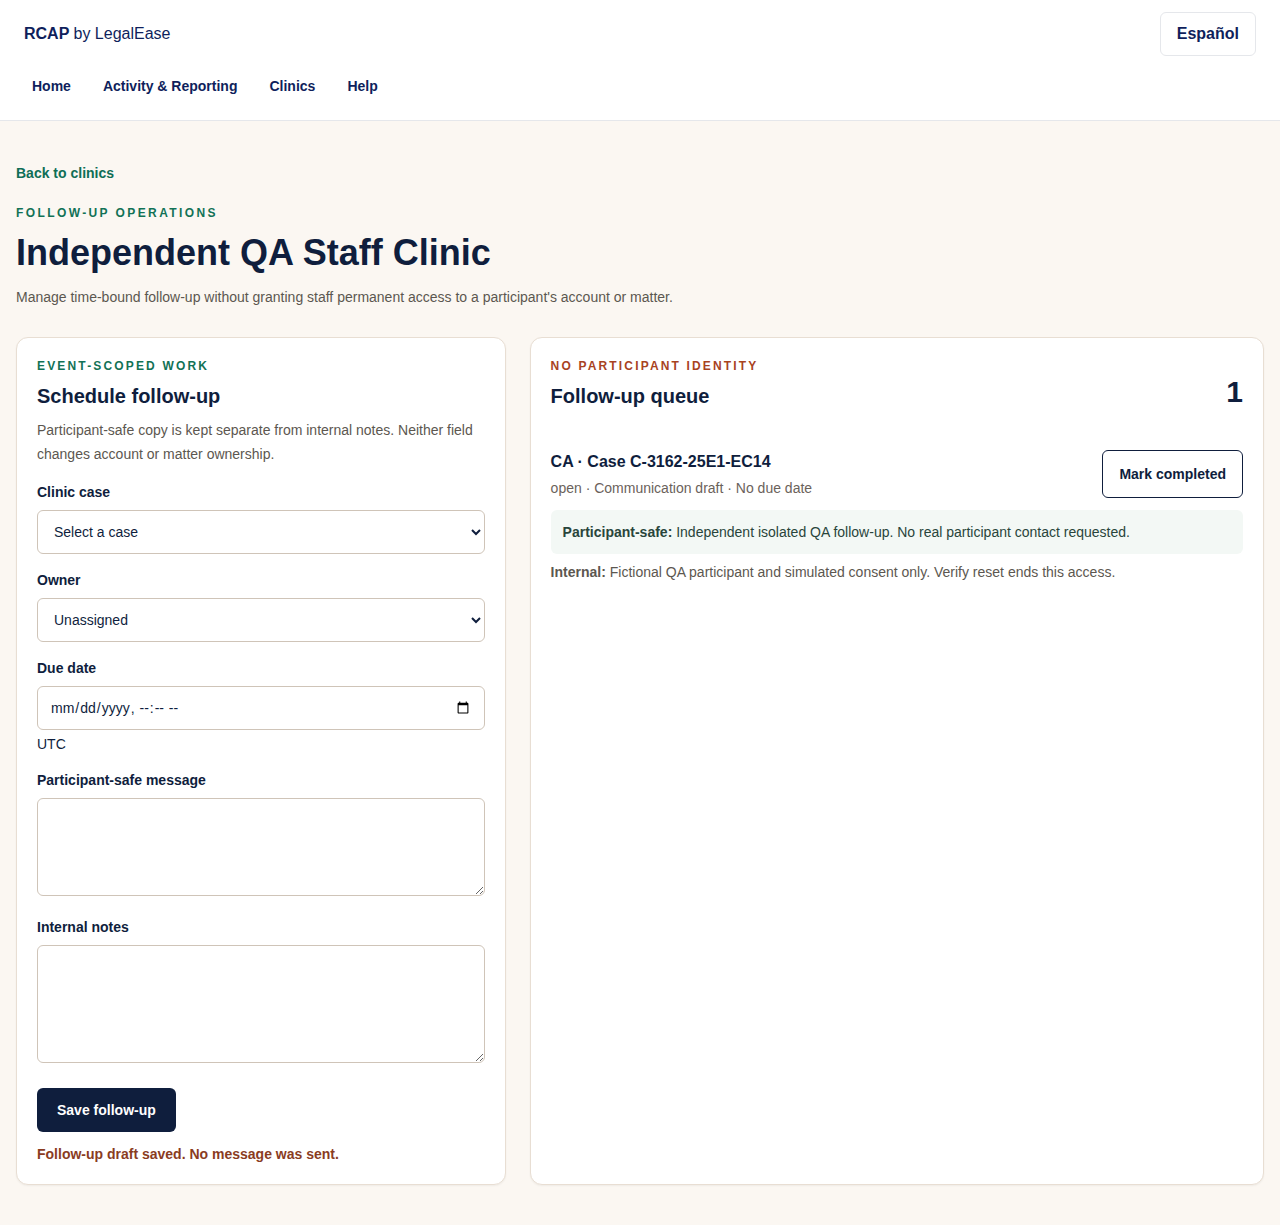 RCAP by LegalEase
Español
Home Activity & Reporting Clinics Help
Back to clinics
FOLLOW-UP OPERATIONS
Independent QA Staff Clinic
Manage time-bound follow-up without granting staff permanent access to a participant's account or matter.
EVENT-SCOPED WORK
Schedule follow-up
Participant-safe copy is kept separate from internal notes. Neither field
changes account or matter ownership.
Clinic case
Select a case
Owner
Unassigned
Due date
mm/dd/yyyy, --:-- --
UTC
Participant-safe message
Internal notes
Save follow-up
Follow-up draft saved. No message was sent.
NO PARTICIPANT IDENTITY
Follow-up queue
1
CA · Case C-3162-25E1-EC14
open · Communication draft · No due date
Mark completed
Participant-safe: Independent isolated QA follow-up. No real participant contact requested.
Internal: Fictional QA participant and simulated consent only. Verify reset ends this access.